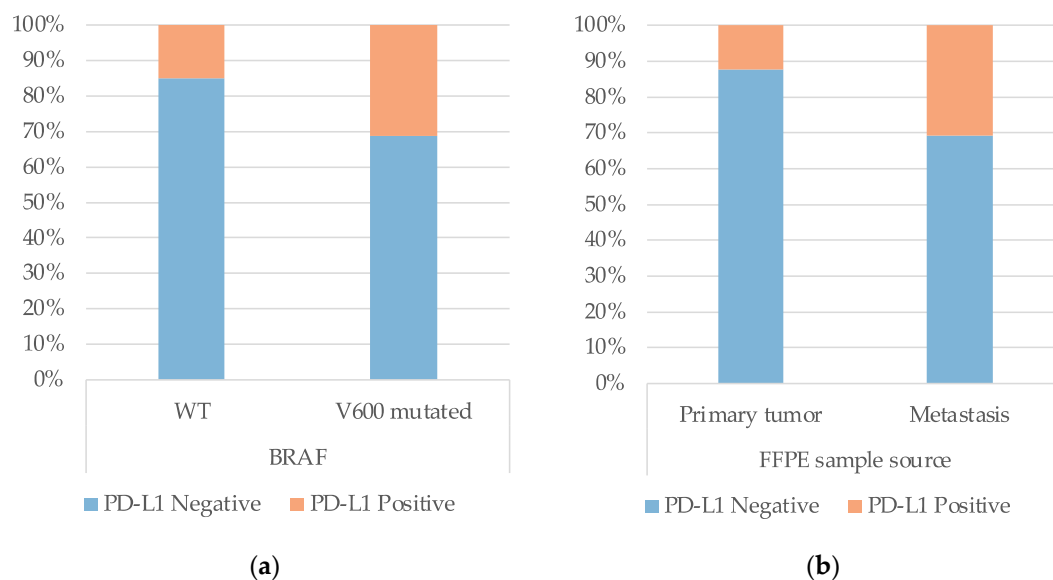 100%
90%
80%
70%
60%
50%
40%
30%
20%
10%
0%
WT V600 mutated
BRAF
PD-L1 Negative PD-L1 Positive
(a)
100%
90%
80%
70%
60%
50%
40%
30%
20%
10%
0%
Primary tumor Metastasis
FFPE sample source
PD-L1 Negative PD-L1 Positive
(b)